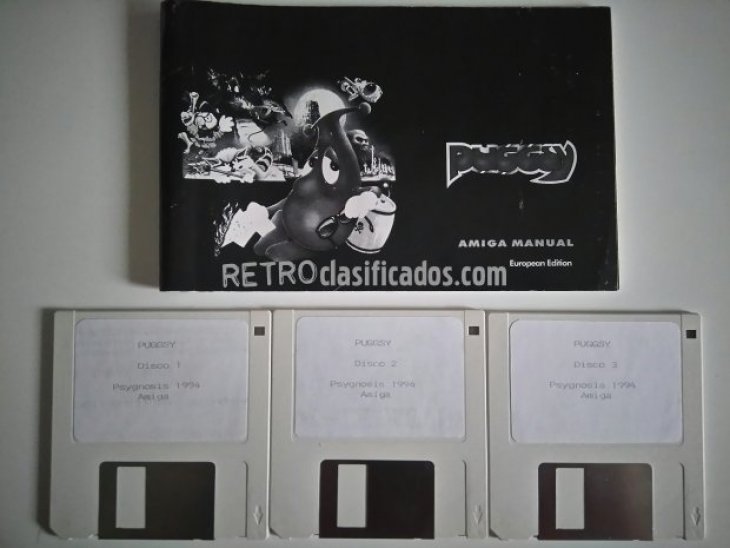 PUGGSY
AMIGA MANUAL
European Edition
RETROclasificados.com
PUGGSY
Disco 1
Psygnosis 1994
Amiga
PUGGSY
Disco 2
Psygnosis 1994
Amiga
PUGGSY
Disco 3
Psygnosis 1994
Amiga